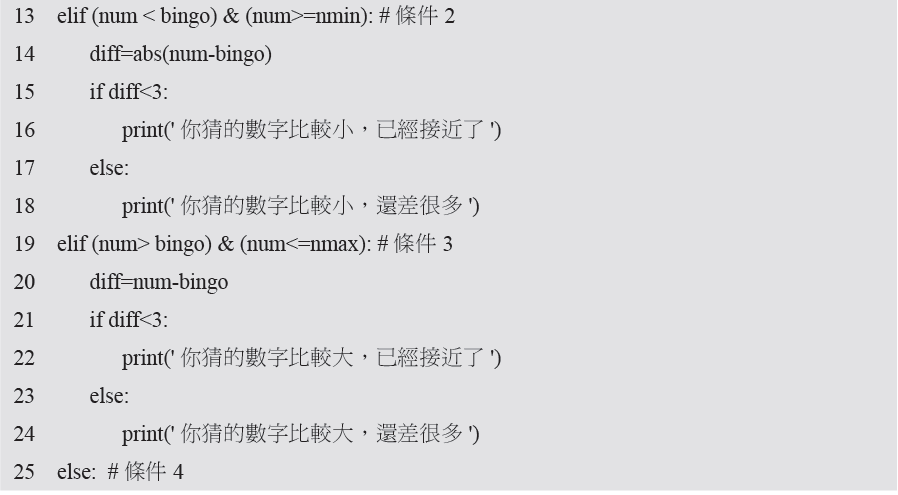 13 elif (num < bingo) & (num>=nmin): # 條件 2
14 diff=abs(num-bingo)
15 if diff<3:
16 print(' 你猜的數字比較小，已經接近了 ')
17 else:
18 print(' 你猜的數字比較小，還差很多 ')
19 elif (num> bingo) & (num<=nmax): # 條件 3
20 diff=num-bingo
21 if diff<3:
22 print(' 你猜的數字比較大，已經接近了 ')
23 else:
24 print(' 你猜的數字比較大，還差很多 ')
25 else: # 條件 4